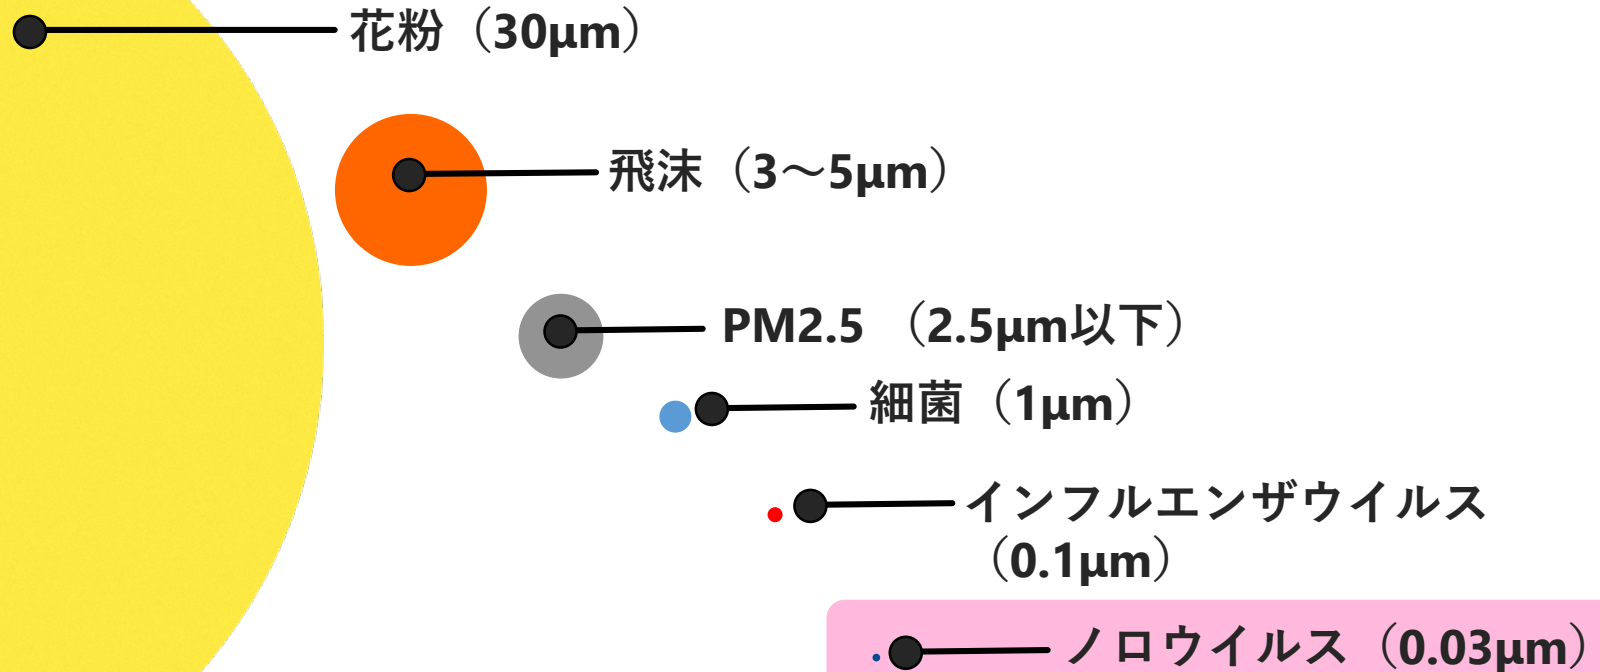 花粉（30μm）
飛沫（3～5μm）
PM2.5 （2.5μm以下）
細菌（1μm）
インフルエンザウイルス
（0.1μm）
ノロウイルス（0.03μm）